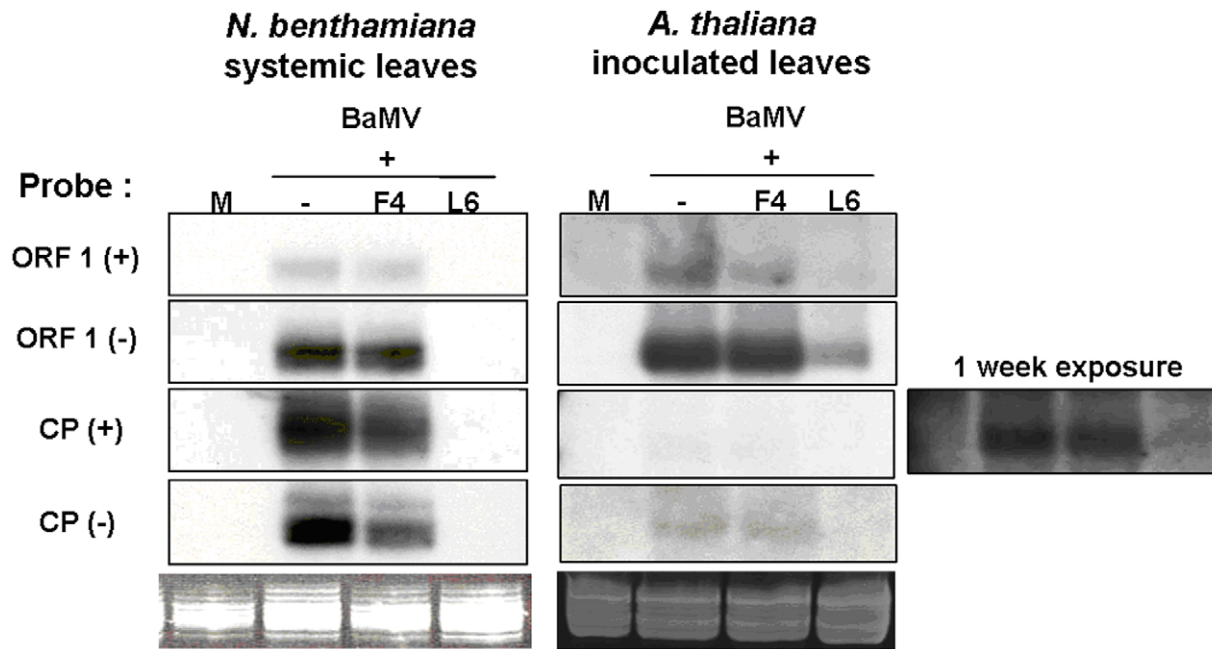 N. benthamiana
systemic leaves
A. thaliana
inoculated leaves
BaMV
BaMV
+
+
Probe :
M - F4 L6
M - F4 L6
ORF 1 (+)
ORF 1 (-)
1 week exposure
CP (+)
CP (-)